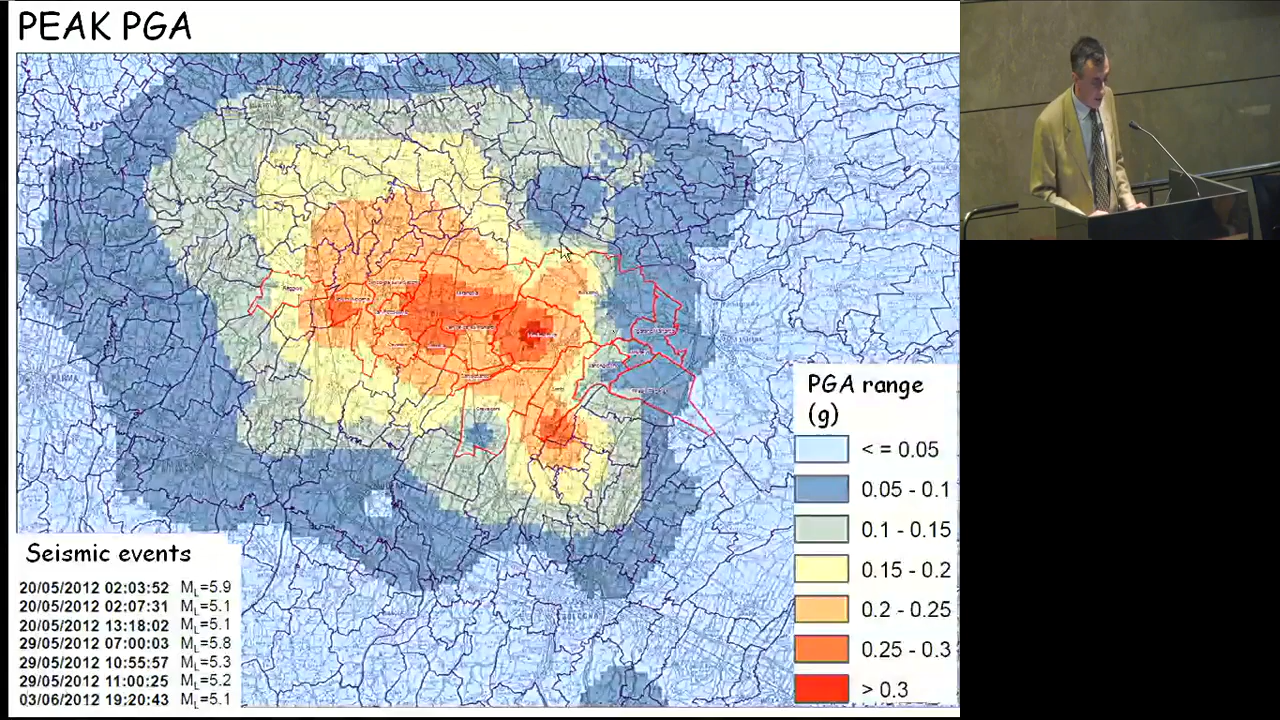 PEAK PGA
PGA range
(g)
< = 0.05
0.05 - 0.1
0.1 - 0.15
0.15 - 0.2
0.2 - 0.25
0.25 - 0.3
> 0.3
Seismic events
20/05/2012 02:03:52 ML=5.9
20/05/2012 02:07:31 ML=5.1
20/05/2012 13:18:02 ML=5.1
29/05/2012 07:00:03 ML=5.8
29/05/2012 10:55:57 ML=5.3
29/05/2012 11:00:25 ML=5.2
03/06/2012 19:20:43 ML=5.1